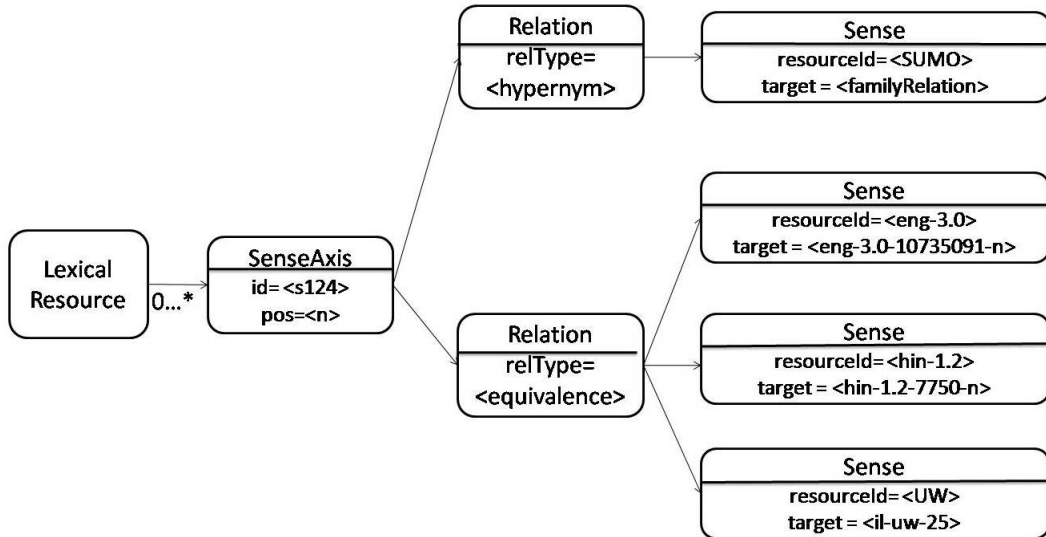 Lexical
Resource
0...*
SenseAxis
id= <s124>
pos=<n>
Relation
relType=
<hypernym>
Sense
resourceId= <SUMO>
target = <familyRelation>
Relation
relType=
<equivalence>
Sense
resourceId= <eng-3.0>
target = <eng-3.0-10735091-n>
Sense
resourceId= <hin-1.2>
target = <hin-1.2-7750-n>
Sense
resourceId= <UW>
target = <il-uw-25>